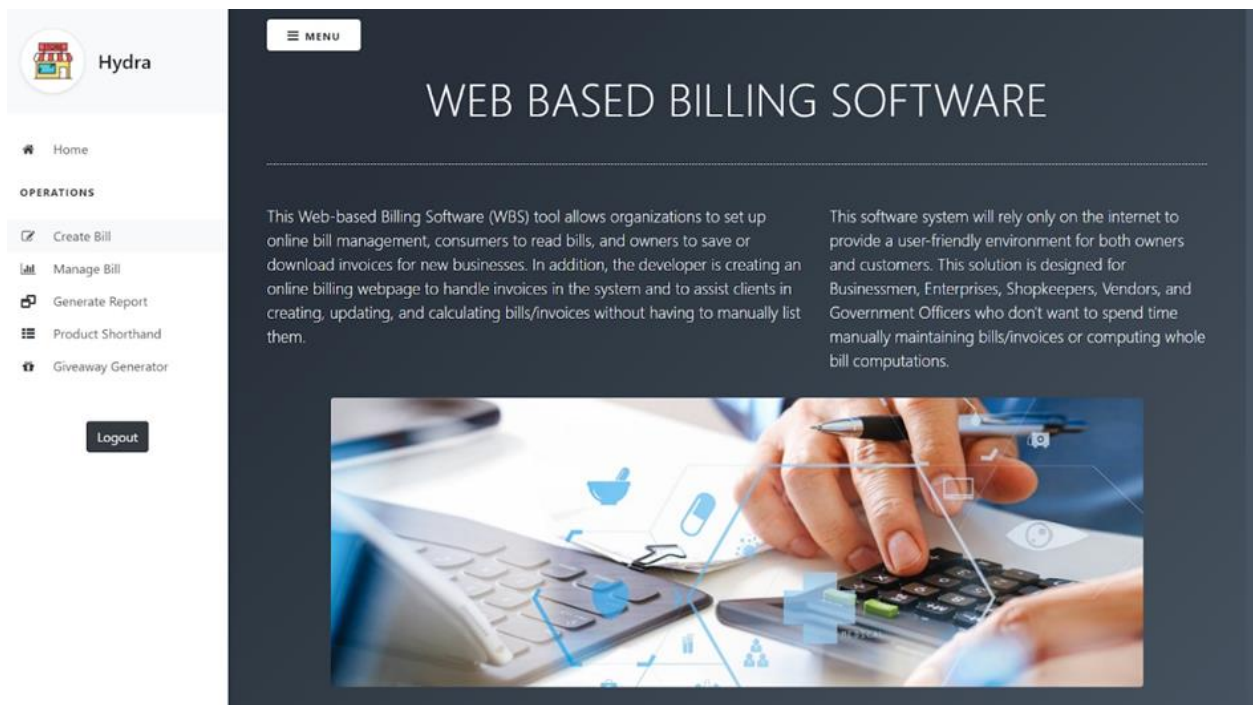 Hydra
Home
OPERATIONS
Create Bill
Manage Bill
Generate Report
Product Shorthand
Giveaway Generator
Logout
MENU
WEB BASED BILLING SOFTWARE
This Web-based Billing Software (WBS) tool allows organizations to set up
online bill management, consumers to read bills, and owners to save or
download invoices for new businesses. In addition, the developer is creating an
online billing webpage to handle invoices in the system and to assist clients in
creating, updating, and calculating bills/invoices without having to manually list
them.
This software system will rely only on the internet to
provide a user-friendly environment for both owners
and customers. This solution is designed for
Businessmen, Enterprises, Shopkeepers, Vendors, and
Government Officers who don't want to spend time
manually maintaining bills/invoices or computing whole
bill computations.